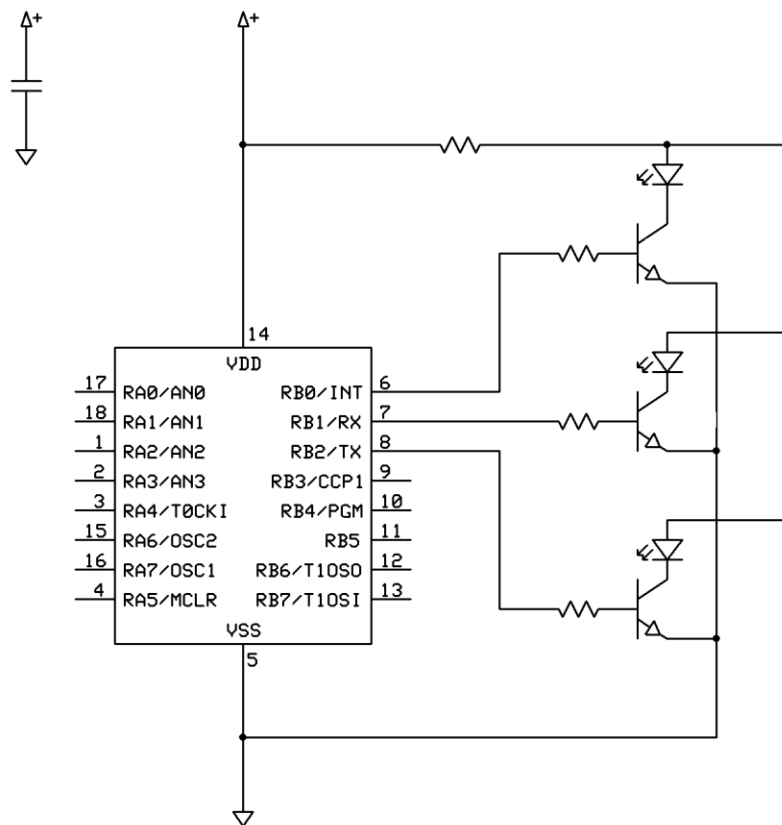 +
+
14
VDD
17 RA0/AN0 RB0/INT 6
18 RA1/AN1 RB1/RX 7
1 RA2/AN2 RB2/TX 8
2 RA3/AN3 RB3/CCP1 9
3 RA4/T0CKI RB4/PGM 10
15 RA6/OSC2 RB5 11
16 RA7/OSC1 RB6/T1OSO 12
4 RA5/MCLR RB7/T1OSI 13
VSS
5